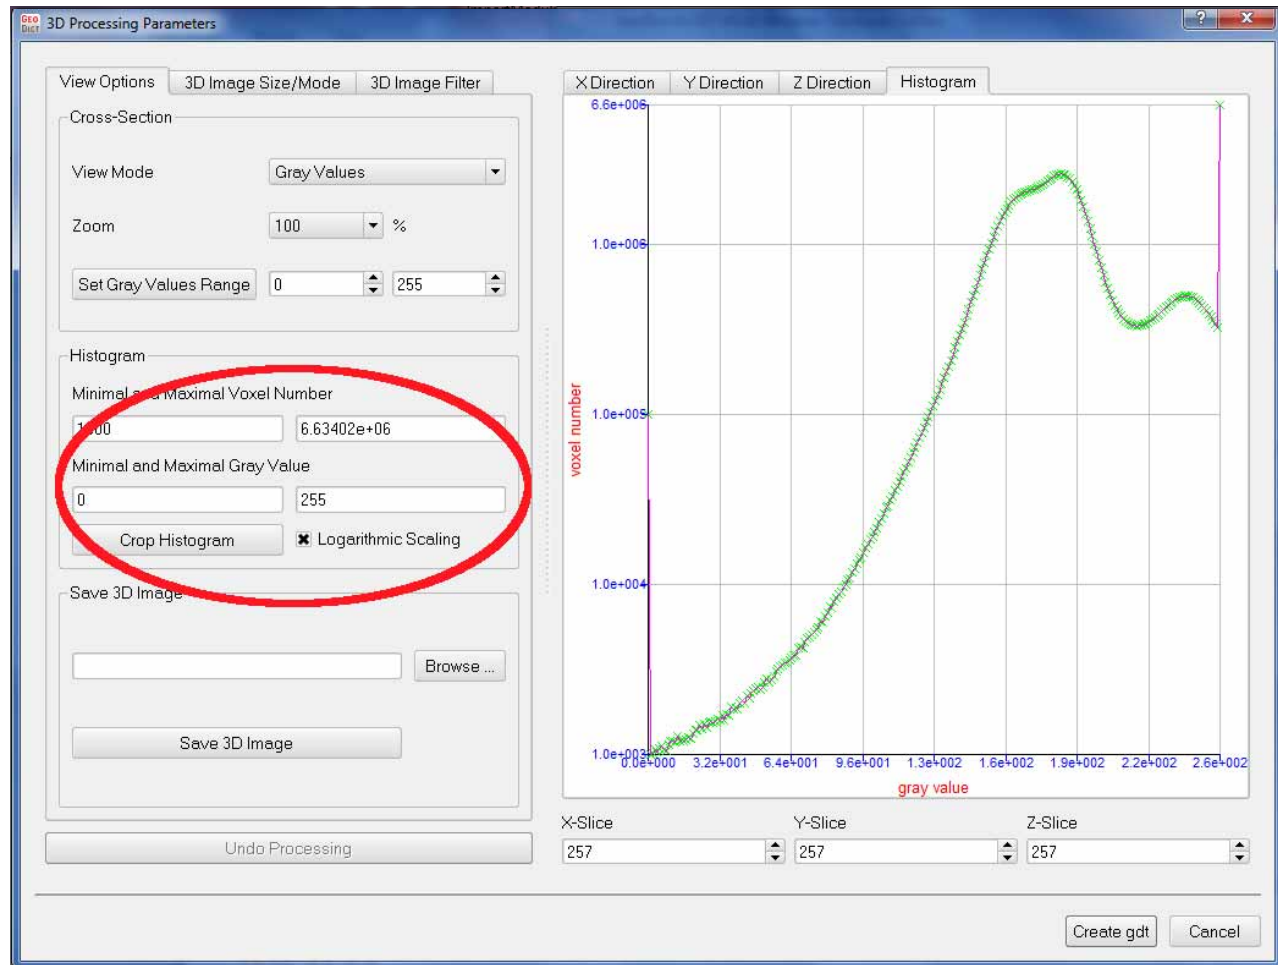 GEO
DICT
3D Processing Parameters
View Options
3D Image Size/Mode
3D Image Filter
Cross-Section
View Mode
Gray Values
Zoom
100
%
Set Gray Values Range
0
255
Histogram
Minimal and Maximal Voxel Number
1000
6.63402e+06
Minimal and Maximal Gray Value
0
255
Crop Histogram
Logarithmic Scaling
Save 3D Image
Browse ...
Save 3D Image
Undo Processing
X Direction
Y Direction
Z Direction
Histogram
6.6e+006
1.0e+006
1.0e+005
1.0e+004
1.0e+003
voxel number
0.0e+000 3.2e+001 6.4e+001 9.6e+001 1.3e+002 1.6e+002 1.9e+002 2.2e+002 2.6e+002
gray value
X-Slice
Y-Slice
Z-Slice
257
257
257
Create gdt
Cancel